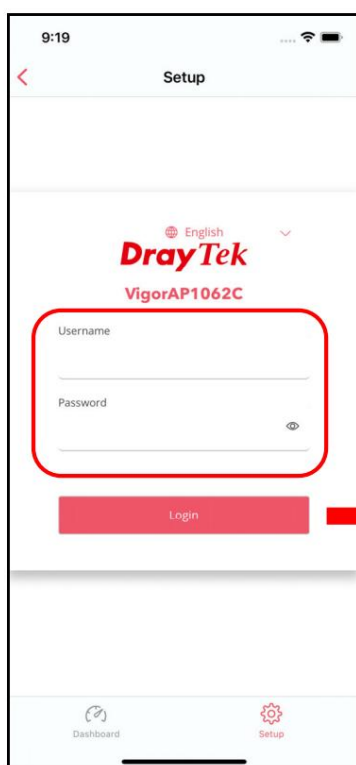 9:19
Setup
English
DrayTek
VigorAP1062C
Username
Password
Login
Dashboard
Setup